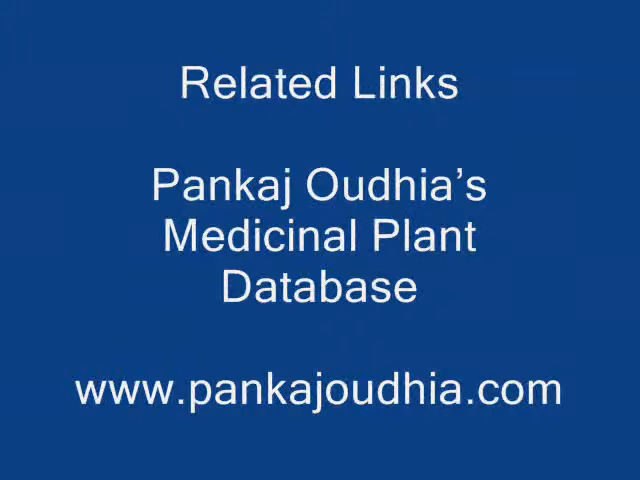 Related Links
Pankaj Oudhia’s
Medicinal Plant
Database
www.pankajoudhia.com